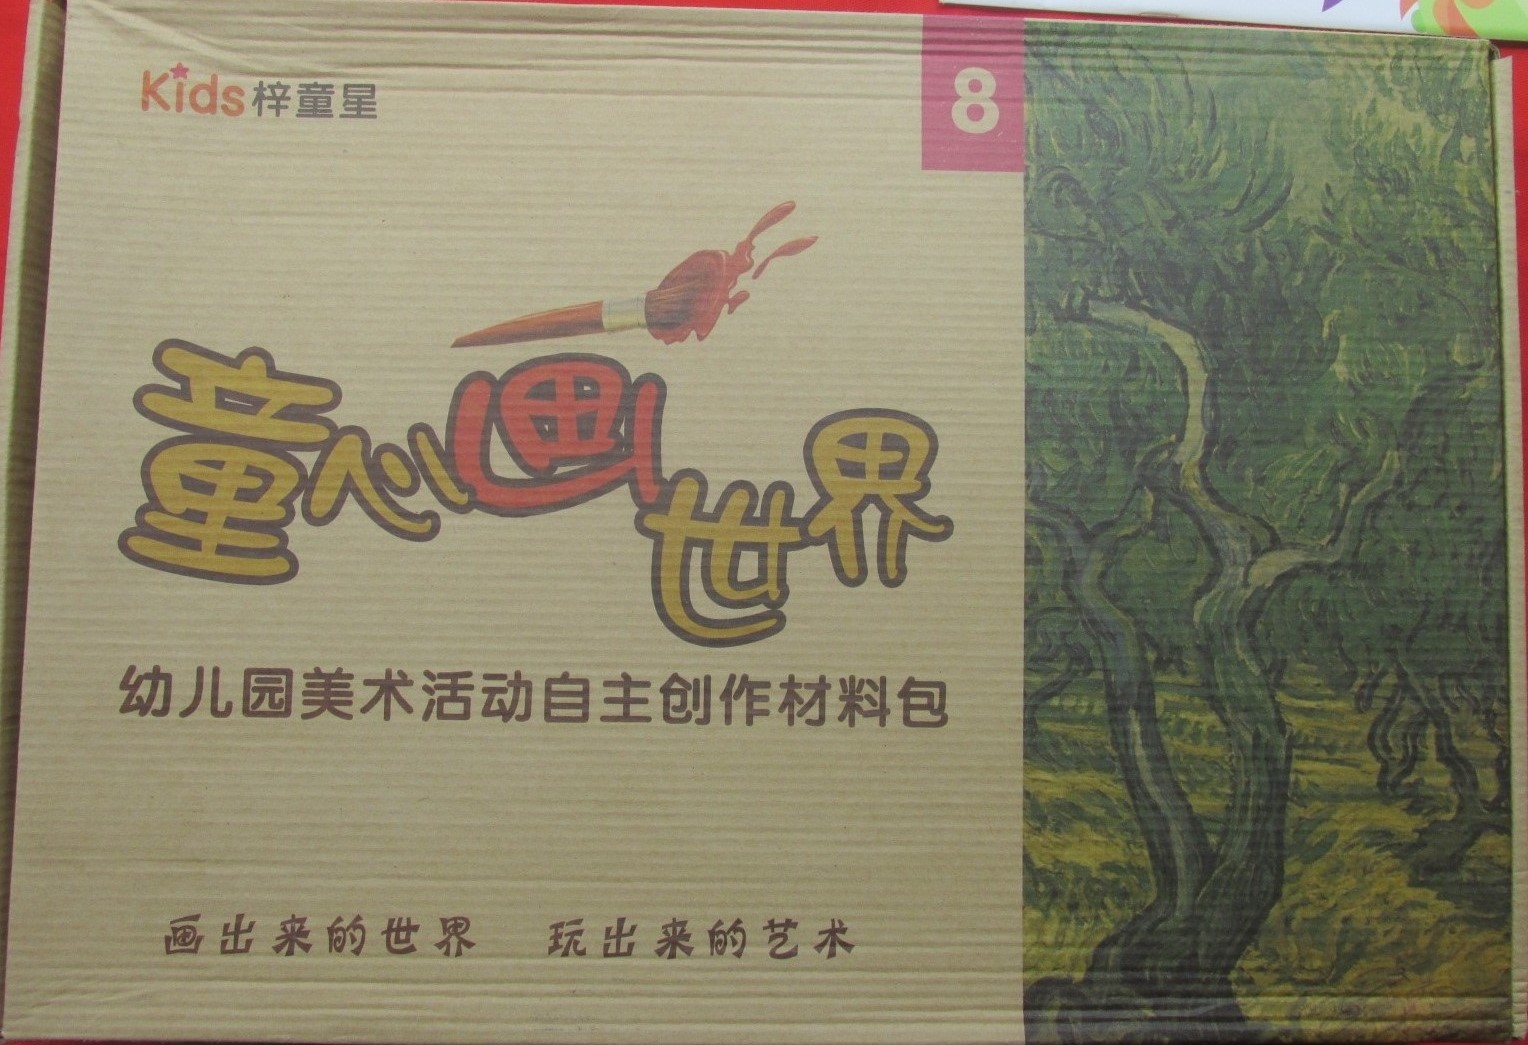 Kids梓童星
8
童心画世界
幼儿园美术活动自主创作材料包
画出来的世界 玩出来的艺术